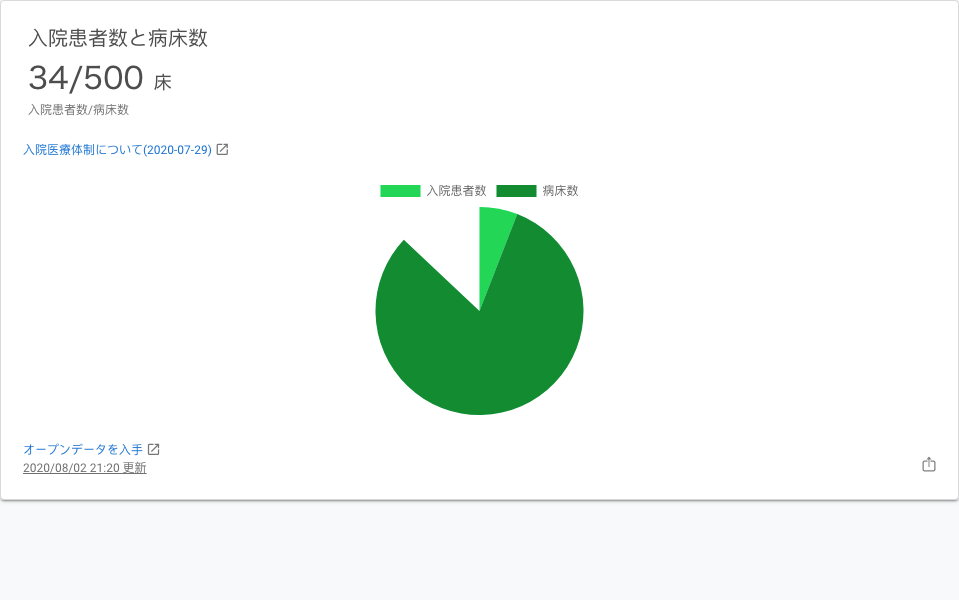 入院患者数と病床数
34/500 床
入院患者数/病床数
入院医療体制について(2020-07-29)
入院患者数 病床数
オープンデータを入手
2020/08/02 21:20 更新